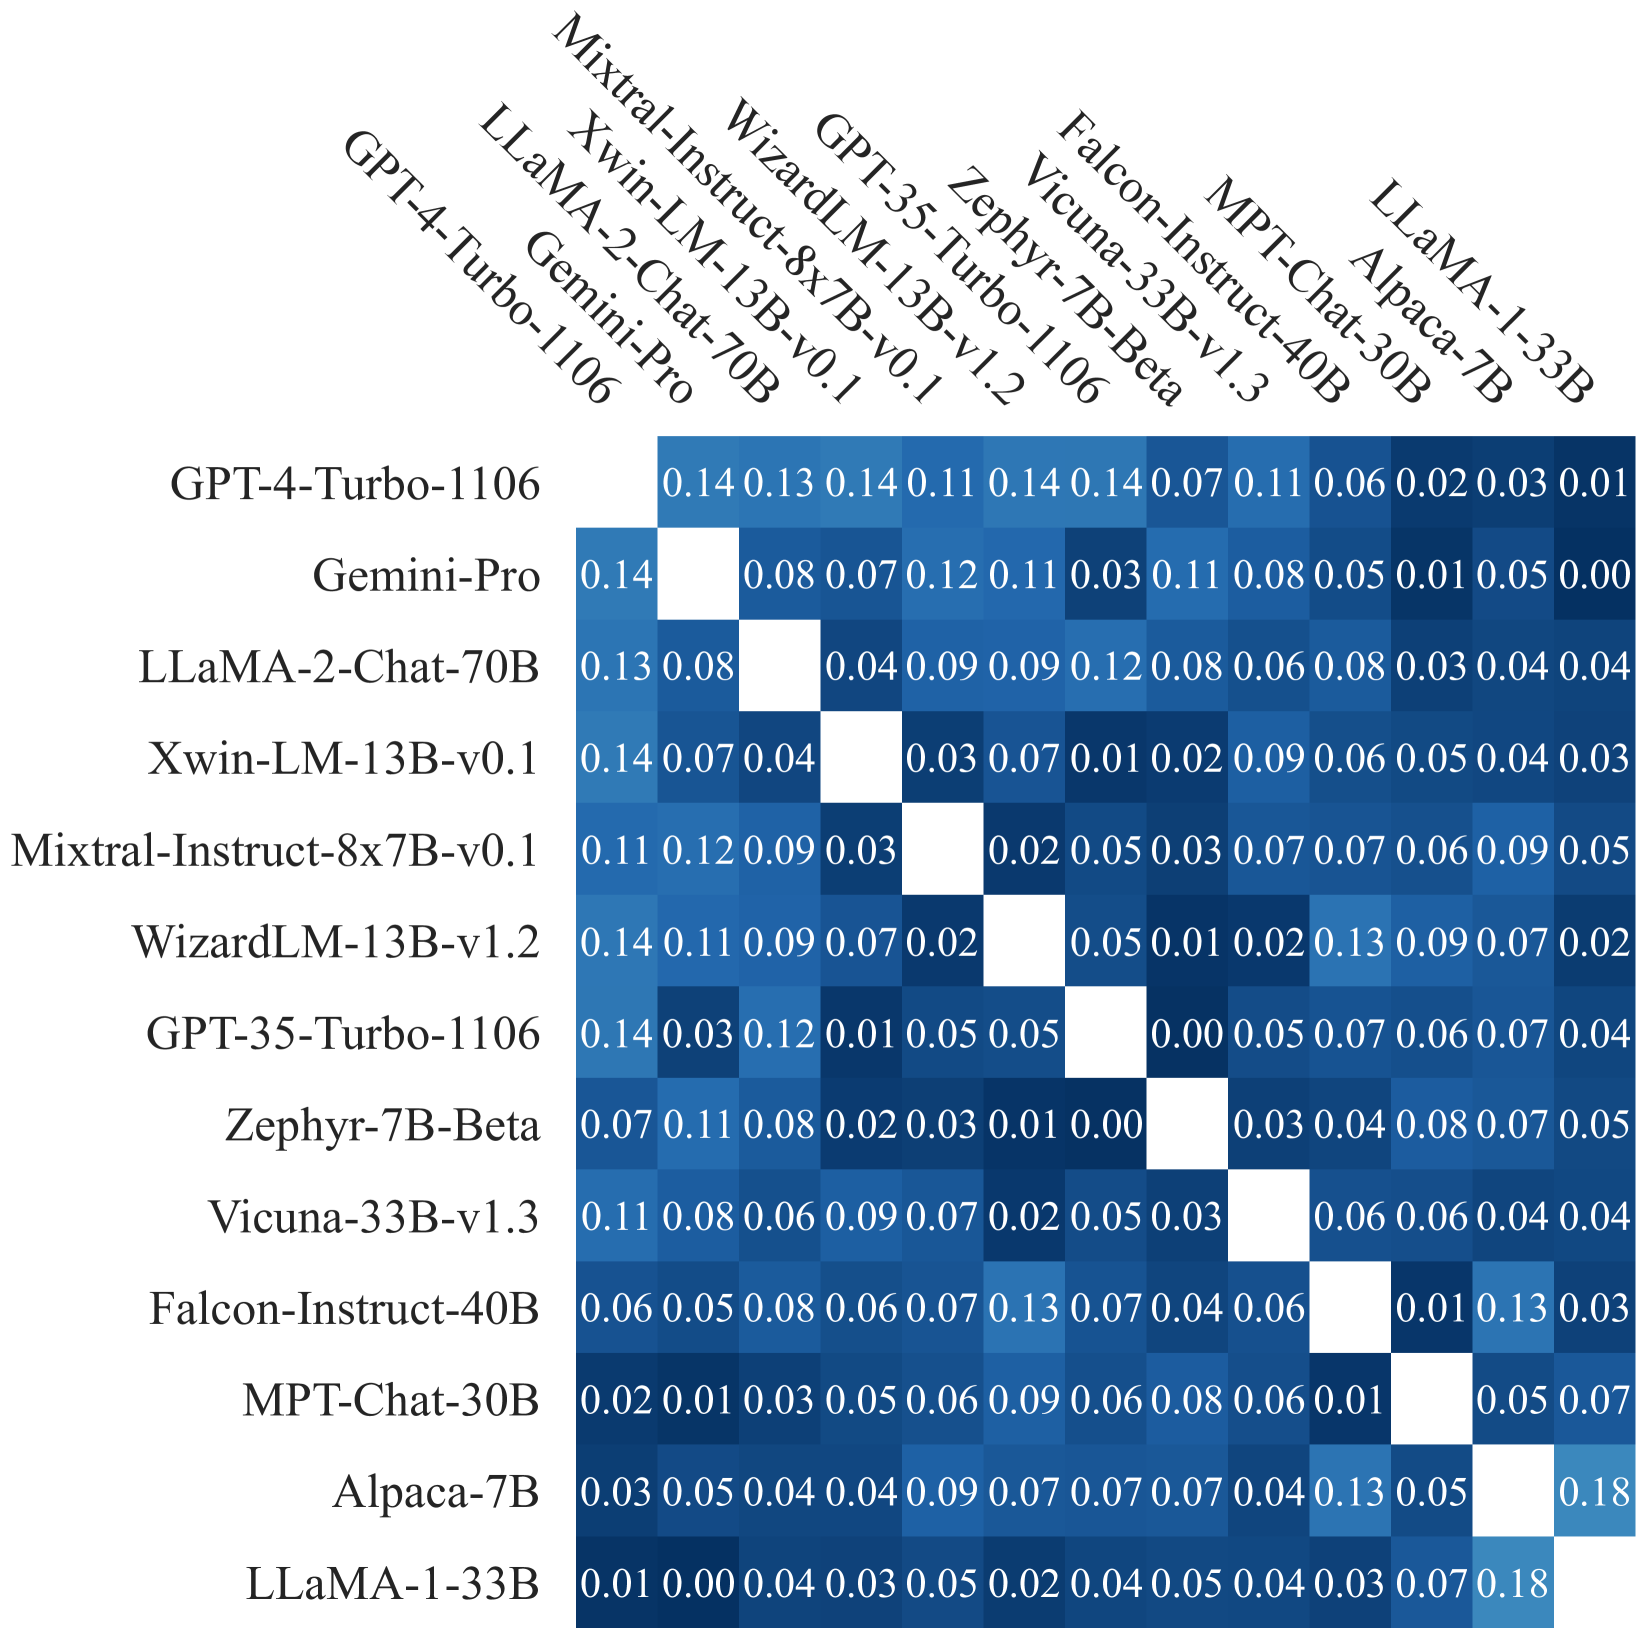 GPT-4-Turbo-1106
Gemini-Pro
LLaMA-2-Chat-70B
Xwin-LM-13B-v0.1
Mixtral-Instruct-8x7B-v0.1
WizardLM-13B-v1.2
GPT-35-Turbo-1106
Zephyr-7B-Beta
Vicuna-33B-v1.3
Falcon-Instruct-40B
MPT-Chat-30B
Alpaca-7B
LLaMA-1-33B
GPT-4-Turbo-1106 0.14 0.13 0.14 0.11 0.14 0.14 0.07 0.11 0.06 0.02 0.03 0.01
Gemini-Pro 0.14 0.08 0.07 0.12 0.11 0.03 0.11 0.08 0.05 0.01 0.05 0.00
LLaMA-2-Chat-70B 0.13 0.08 0.04 0.09 0.09 0.12 0.08 0.06 0.08 0.03 0.04 0.04
Xwin-LM-13B-v0.1 0.14 0.07 0.04 0.03 0.07 0.01 0.02 0.09 0.06 0.05 0.04 0.03
Mixtral-Instruct-8x7B-v0.1 0.11 0.12 0.09 0.03 0.02 0.05 0.03 0.07 0.07 0.06 0.09 0.05
WizardLM-13B-v1.2 0.14 0.11 0.09 0.07 0.02 0.05 0.01 0.02 0.13 0.09 0.07 0.02
GPT-35-Turbo-1106 0.14 0.03 0.12 0.01 0.05 0.05 0.00 0.05 0.07 0.06 0.07 0.04
Zephyr-7B-Beta 0.07 0.11 0.08 0.02 0.03 0.01 0.00 0.03 0.04 0.08 0.07 0.05
Vicuna-33B-v1.3 0.11 0.08 0.06 0.09 0.07 0.02 0.05 0.03 0.06 0.06 0.04 0.04
Falcon-Instruct-40B 0.06 0.05 0.08 0.06 0.07 0.13 0.07 0.04 0.06 0.01 0.13 0.03
MPT-Chat-30B 0.02 0.01 0.03 0.05 0.06 0.09 0.06 0.08 0.06 0.01 0.05 0.07
Alpaca-7B 0.03 0.05 0.04 0.04 0.09 0.07 0.07 0.07 0.04 0.13 0.05 0.18
LLaMA-1-33B 0.01 0.00 0.04 0.03 0.05 0.02 0.04 0.05 0.04 0.03 0.07 0.18